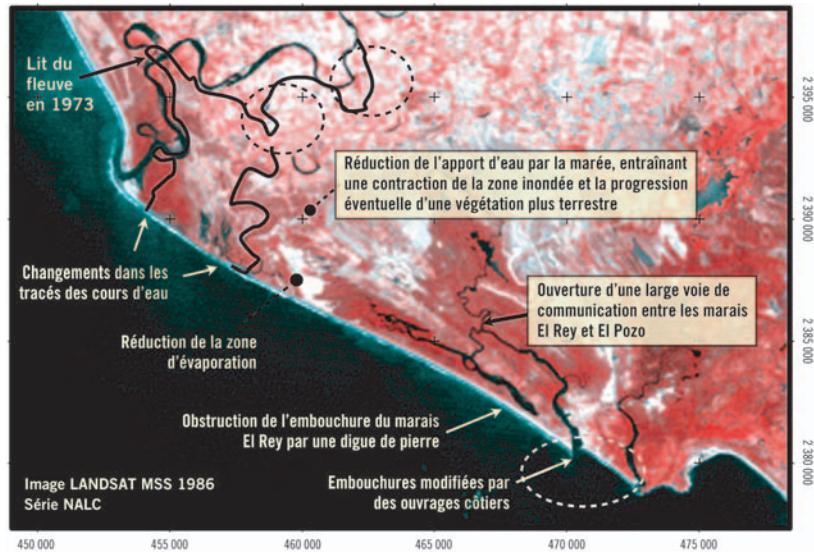 Lit du
fleuve
en 1973
Réduction de l'apport d'eau par la marée, entraînant
une contraction de la zone inondée et la progression
éventuelle d'une végétation plus terrestre
Changements dans les
tracés des cours d'eau
Ouverture d'une large voie de
communication entre les marais
El Rey et El Pozo
Réduction de la zone
d'évaporation
Obstruction de l'embouchure du marais
El Rey par une digue de pierre
Embouchures modifiées par
des ouvrages côtiers
Image LANDSAT MSS 1986
Série NALC
2 395 000
2 390 000
2 385 000
2 380 000
450 000
455 000
460 000
465 000
470 000
475 000